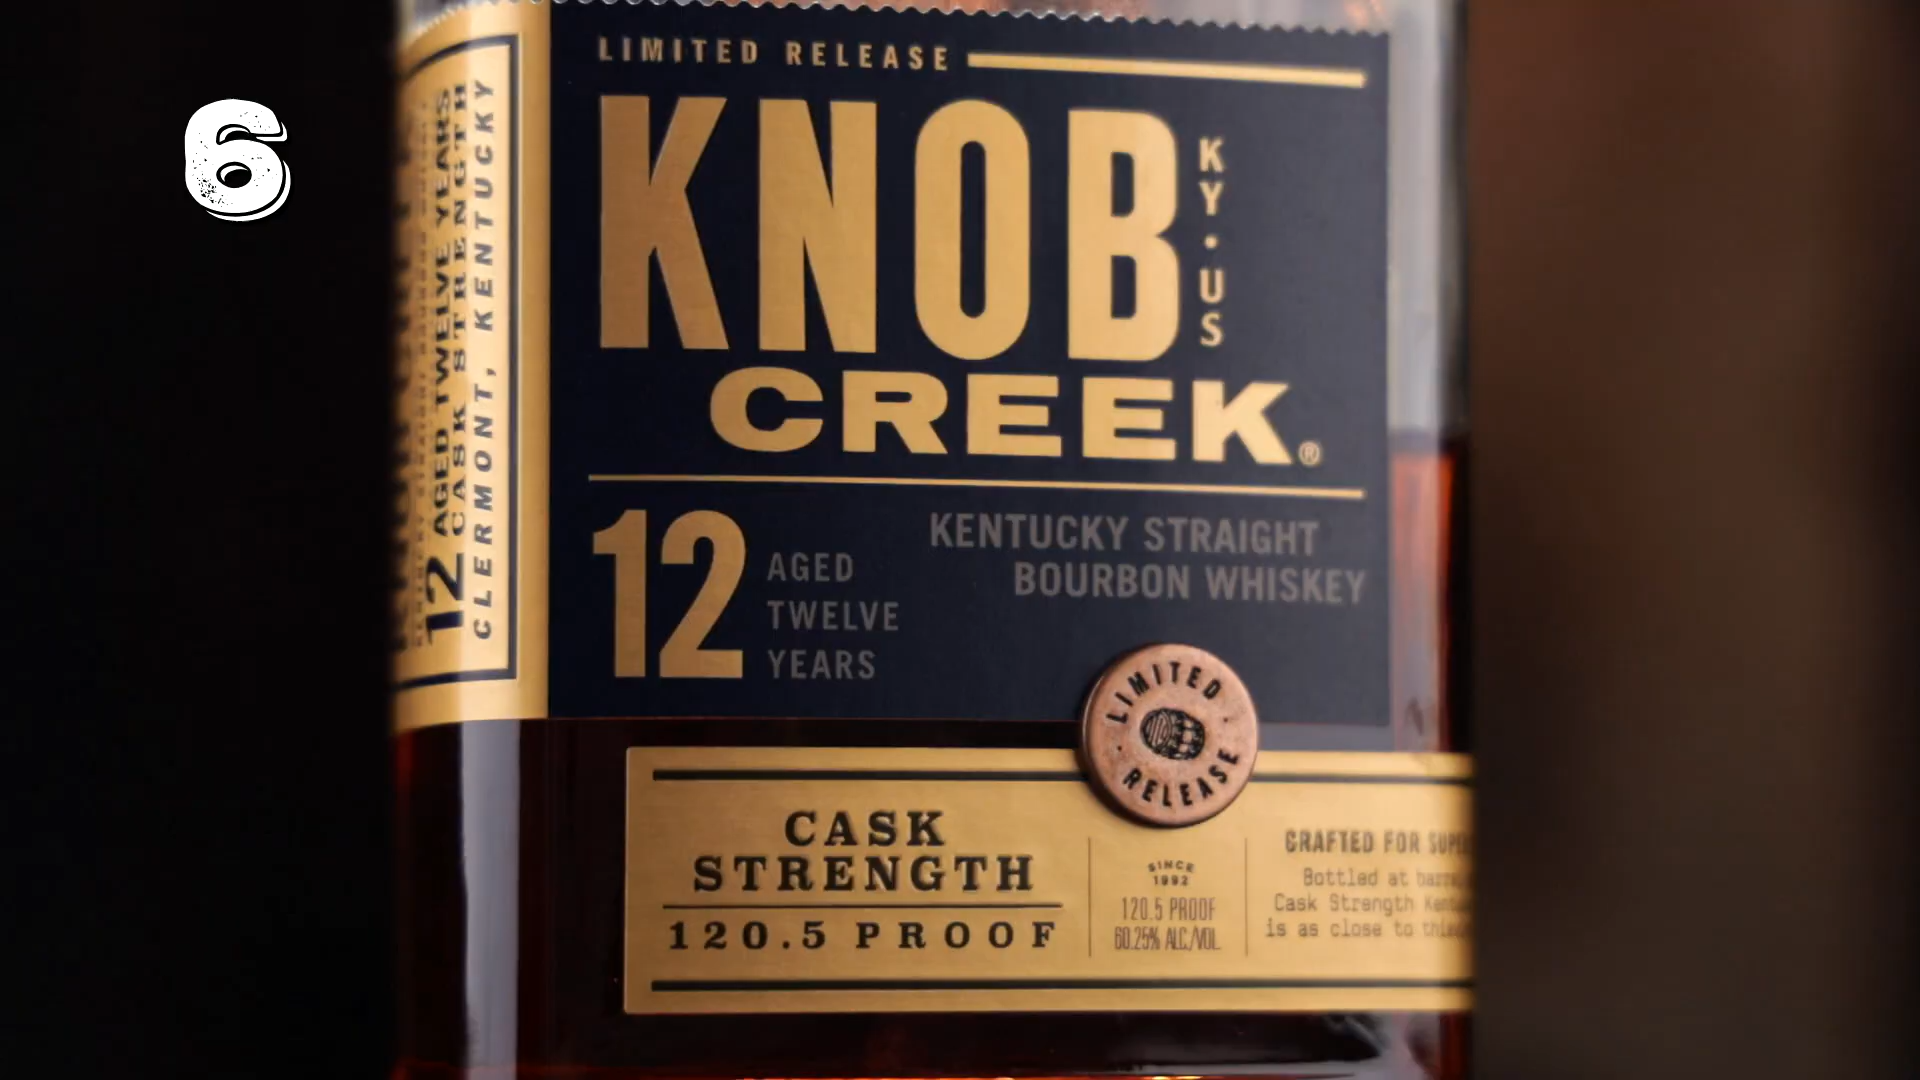 6
LIMITED RELEASE
KNOB
KY·US
CREEK®
12
AGED
TWELVE
YEARS
KENTUCKY STRAIGHT
BOURBON WHISKEY
LIMITED
RELEASE
CASK
STRENGTH
120.5 PROOF
SINCE
1992
120.5 PROOF
60.25% ALC./VOL.
CRAFTED FOR
Bottled at
Cask Strength
is as close to
12 AGED TWELVE YEARS
CASK STRENGTH
CLERMONT, KENTUCKY